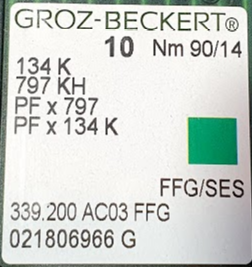 GROZ-BECKERT®
10 Nm 90/14
134 K
797 KH
PF x 797
PF x 134 K
FFG/SES
339.200 AC03 FFG
021806966 G